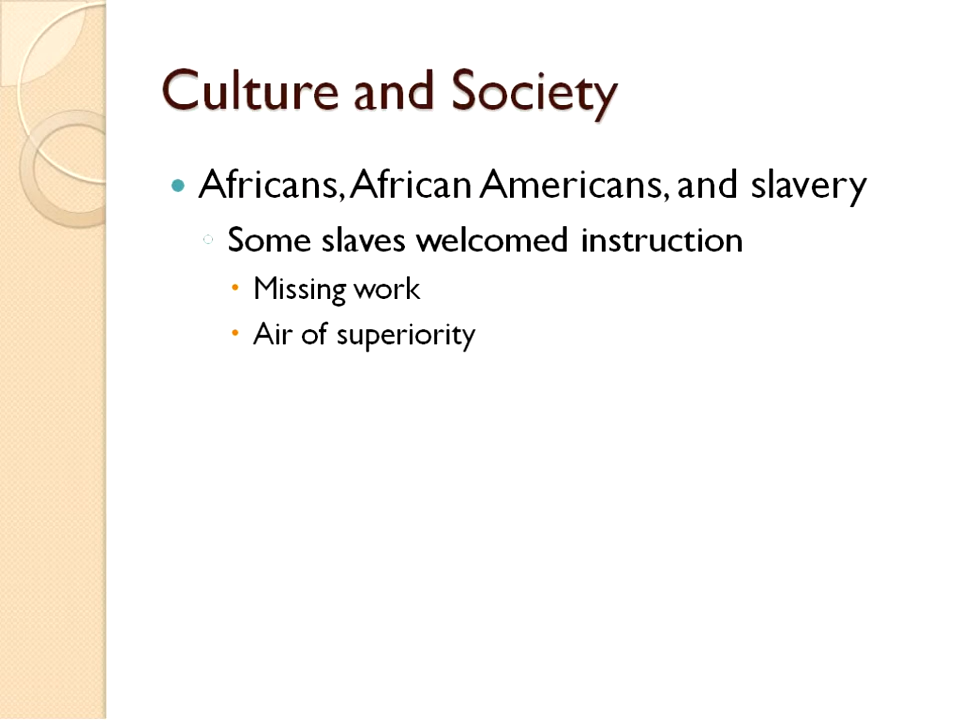 Culture and Society
Africans, African Americans, and slavery
Some slaves welcomed instruction
Missing work
Air of superiority